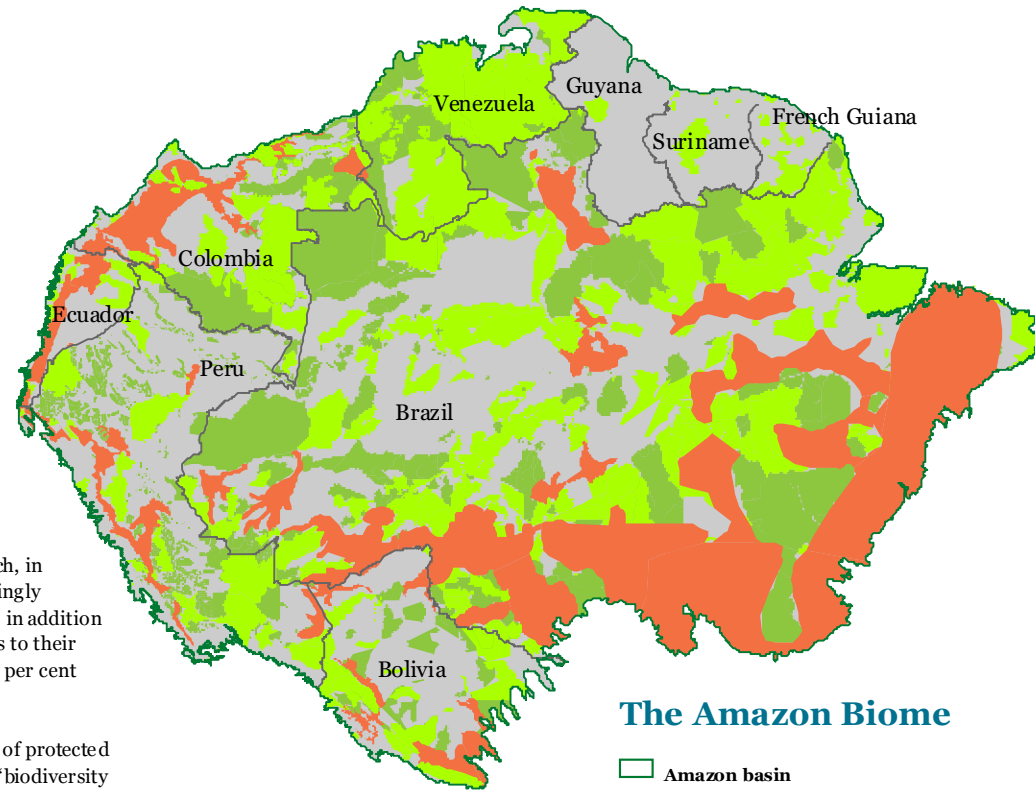 Venezuela
Guyana
French Guiana
Suriname
Colombia
Ecuador
Peru
Brazil
Bolivia
ch, in
ingly
in addition
s to their
per cent
of protected
“biodiversity
The Amazon Biome
Amazon basin